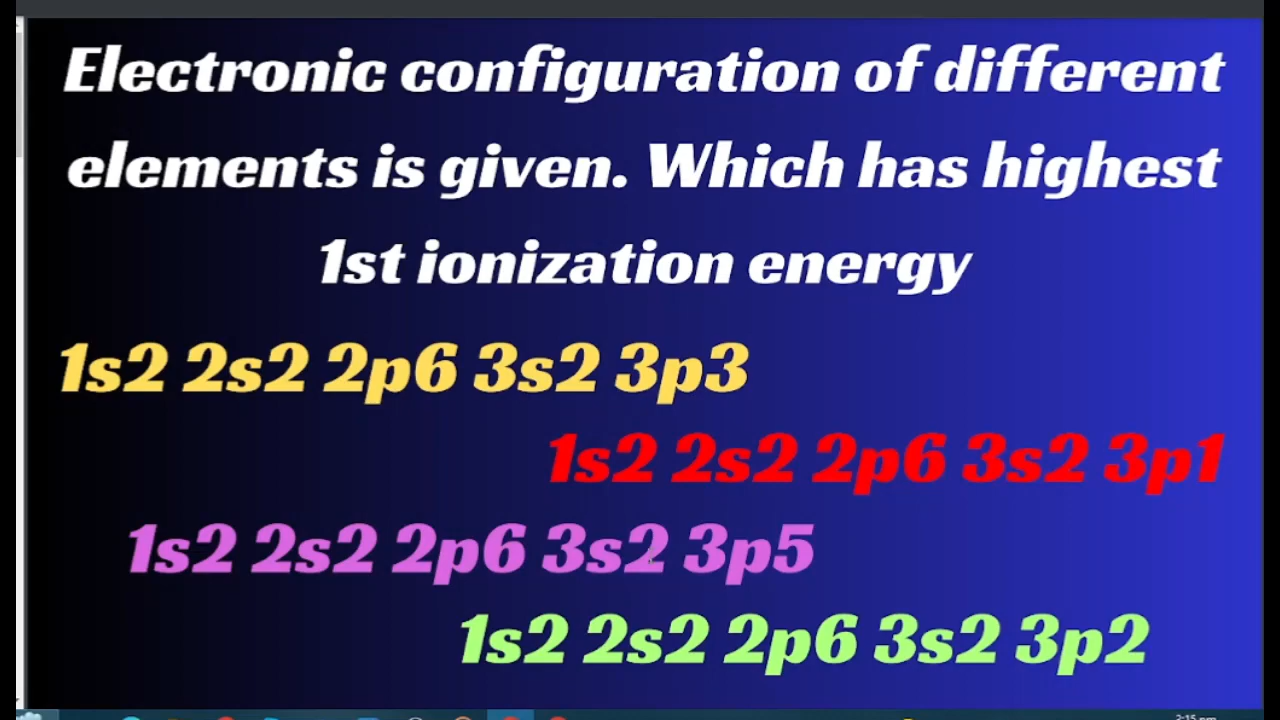 Electronic configuration of different
elements is given. Which has highest
1st ionization energy
1s2 2s2 2p6 3s2 3p3
1s2 2s2 2p6 3s2 3p1
1s2 2s2 2p6 3s2 3p5
1s2 2s2 2p6 3s2 3p2